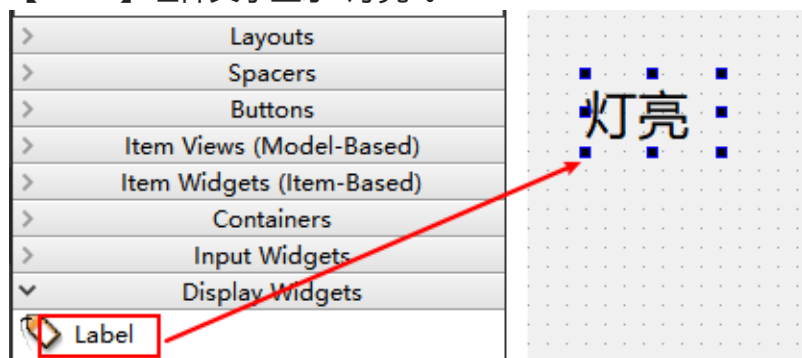 Layouts
Spacers
Buttons
Item Views (Model-Based)
Item Widgets (Item-Based)
Containers
Input Widgets
Display Widgets
Label
灯亮